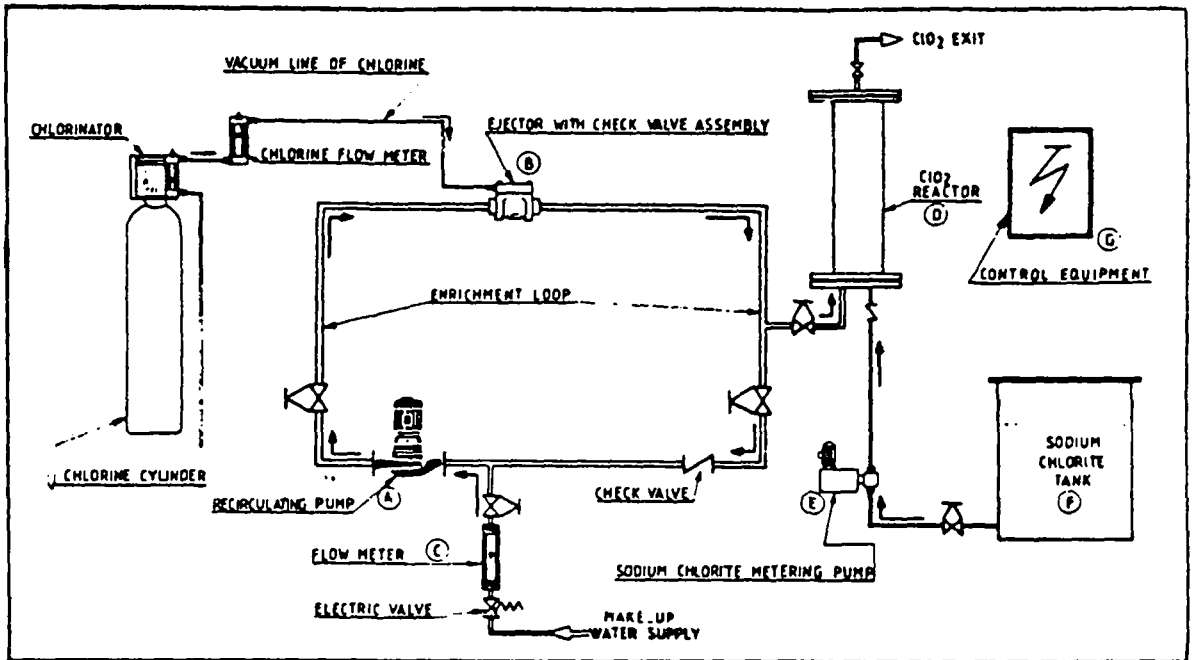 ClO₂ EXIT
VACUUM LINE OF CHLORINE
CHLORINATOR
EJECTOR WITH CHECK VALVE ASSEMBLY
CHLORINE FLOW METER
B
ClO₂
REACTOR
D
G
CONTROL EQUIPMENT
ENRICHMENT LOOP
SODIUM
CHLORITE
TANK
F
CHLORINE CYLINDER
A
RECIRCULATING PUMP
CHECK VALVE
E
FLOW METER
C
SODIUM CHLORITE METERING PUMP
ELECTRIC VALVE
MAKE-UP
WATER SUPPLY